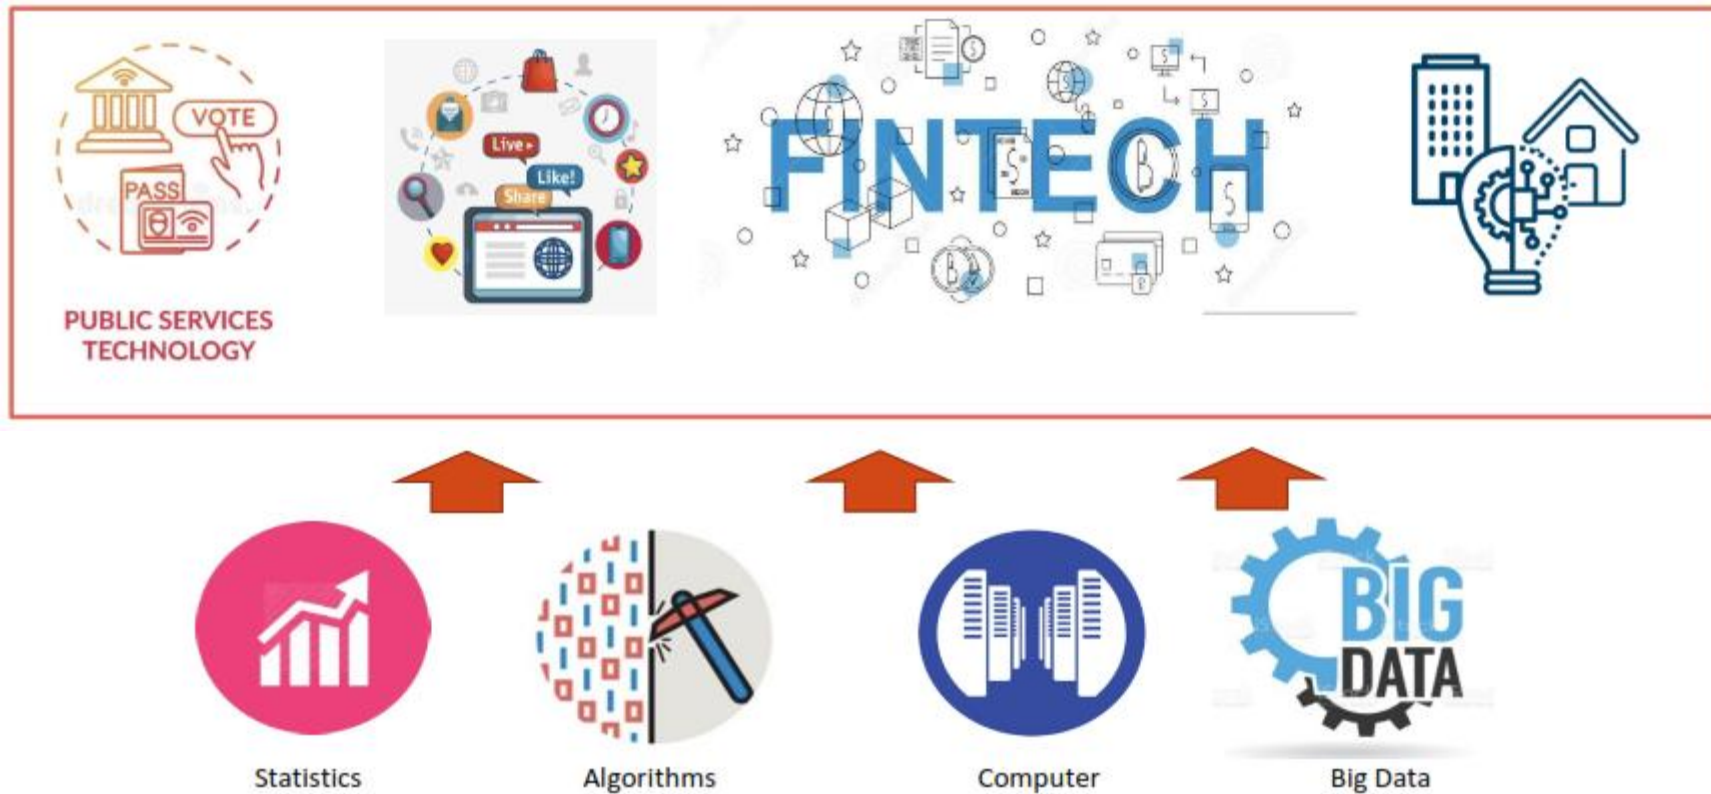 VOTE
PASS
PUBLIC SERVICES
TECHNOLOGY
Live
Like!
Share
FINTECH
BIG
DATA
Statistics
Algorithms
Computer
Big Data